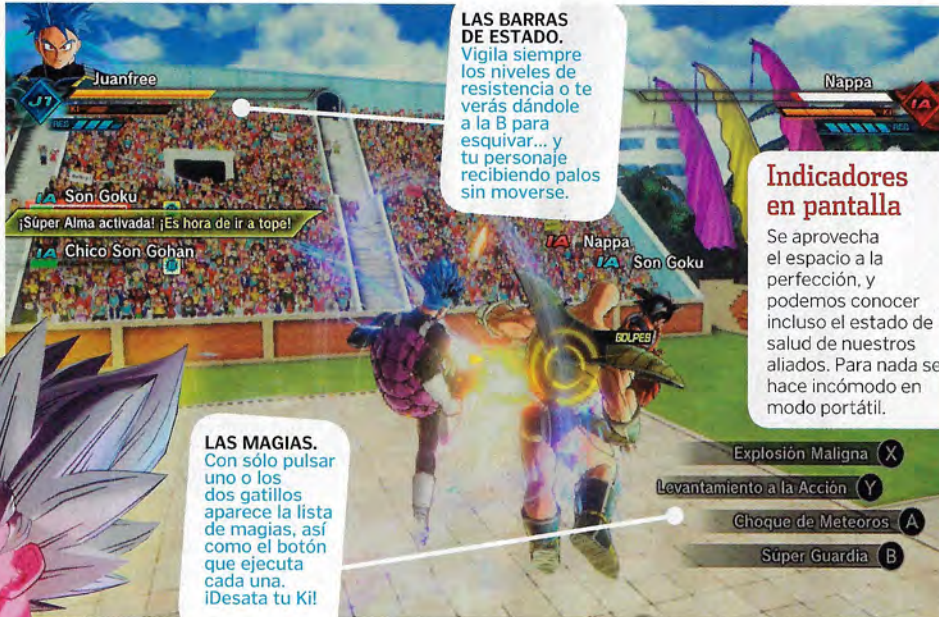 LAS BARRAS
DE ESTADO.
Vigila siempre
los niveles de
resistencia o te
verás dándole
a la B para
esquivar... y
tu personaje
recibiendo palos
sin moverse.
Juanfree
J1
KI
RES
Nappa
IA
KI
RES
IA Son Goku
¡Súper Alma activada! ¡Es hora de ir a tope!
IA Chico Son Gohan
IA Nappa
IA Son Goku
GOLPES
Indicadores
en pantalla
Se aprovecha
el espacio a la
perfección, y
podemos conocer
incluso el estado de
salud de nuestros
aliados. Para nada se
hace incómodo en
modo portátil.
LAS MAGIAS.
Con sólo pulsar
uno o los
dos gatillos
aparece la lista
de magias, así
como el botón
que ejecuta
cada una.
¡Desata tu Ki!
Explosión Maligna X
Levantamiento a la Acción Y
Choque de Meteoros A
Súper Guardia B